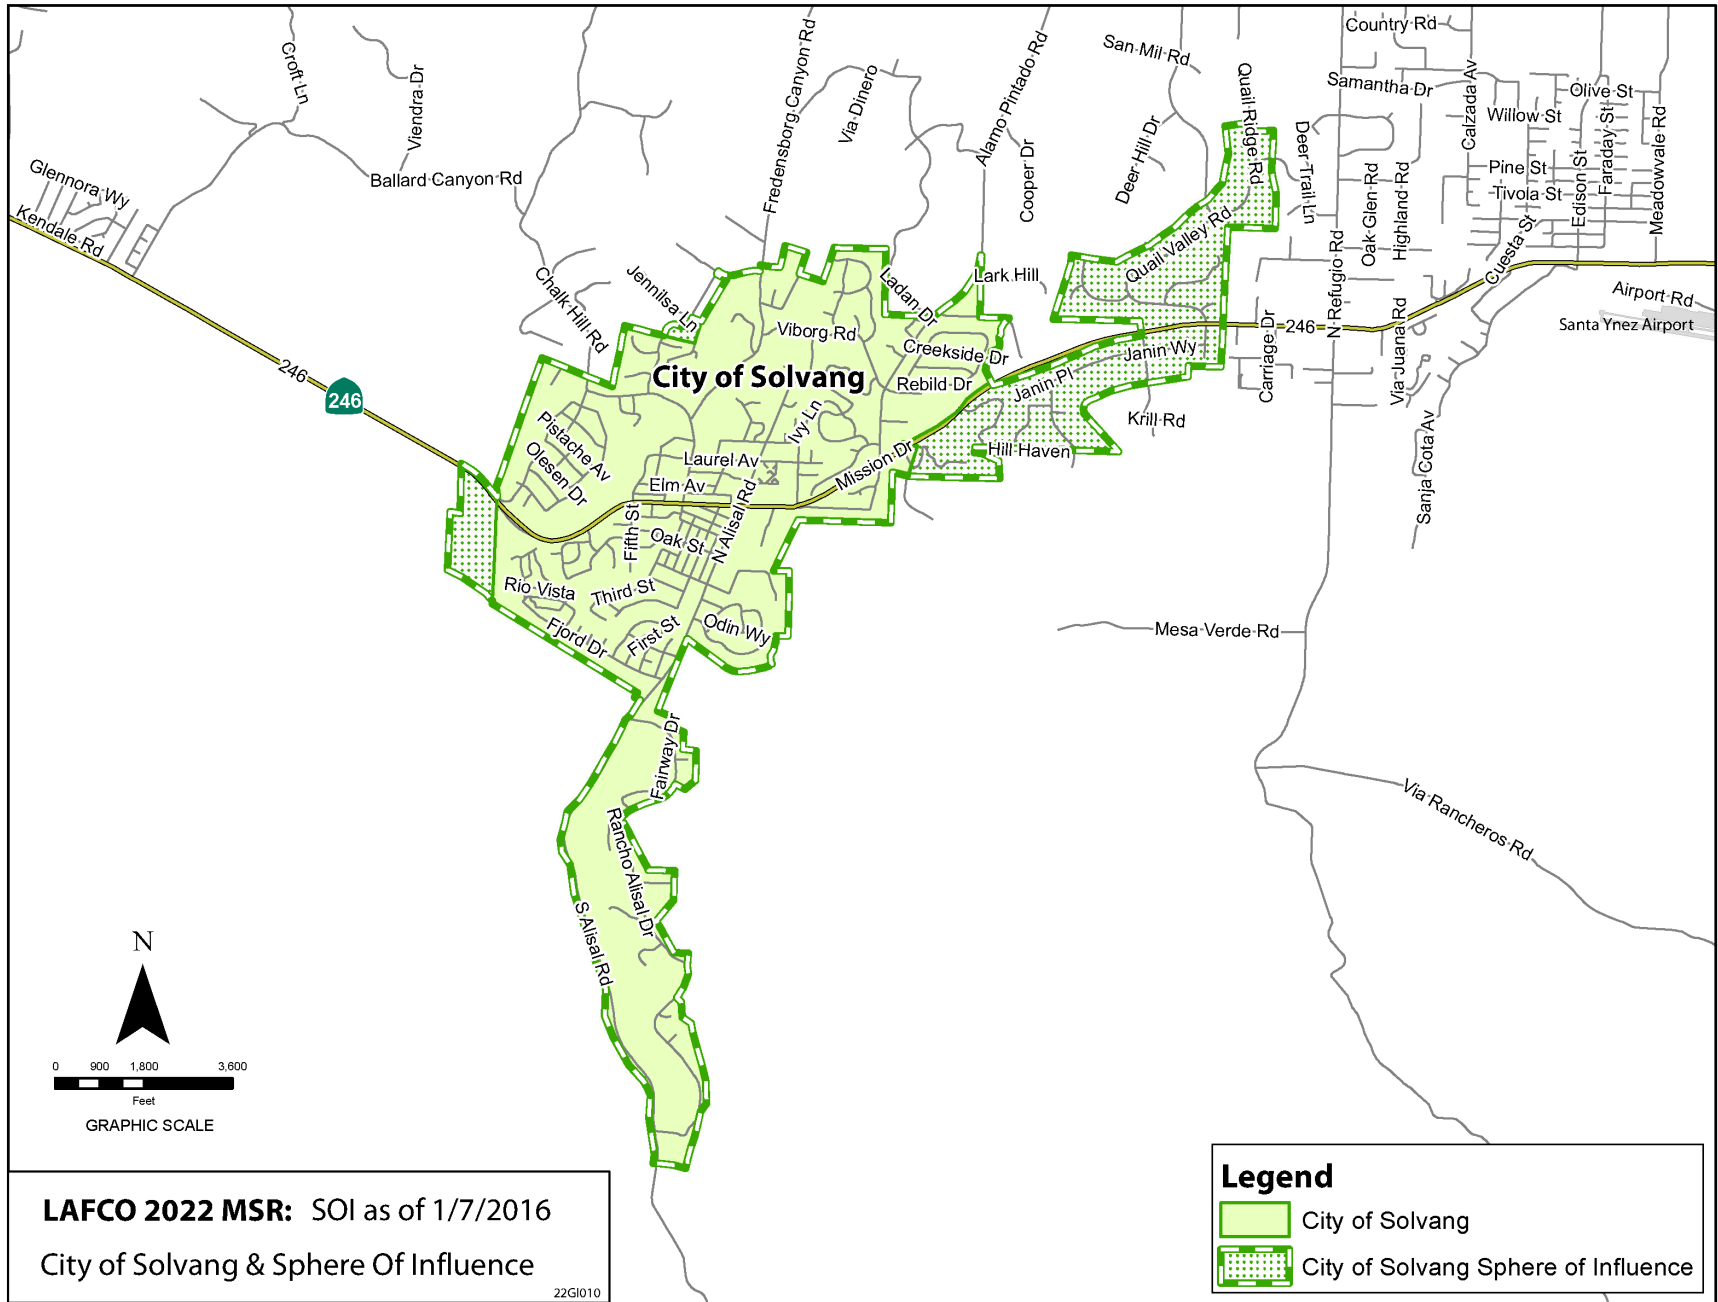 Country Rd
San Mil Rd
Croft Ln
Viendra Dr
Fredensborg Canyon Rd
Via Dinero
Alamo Pintado Rd
Cooper Dr
Deer Hill Dr
Quail Ridge Rd
Deer Trail Ln
Samantha Dr
Calzada Av
Olive St
Willow St
Pine St
Tivola St
Edison St
Faraday St
Meadowvale Rd
Oak Glen Rd
Highland Rd
N Refugio Rd
Cuesta St
Glennora Wy
Kendale Rd
Ballard Canyon Rd
Chalk Hill Rd
Jennilsa Ln
Ladan Dr
Lark Hill
Quail Valley Rd
Airport Rd
Santa Ynez Airport
Viborg Rd
Creekside Dr
City of Solvang
Rebild Dr
Janin Wy
Janin Pl
246
Carriage Dr
Via Juana Rd
246
246
Krill Rd
Hill Haven
Sanja Cota Av
Pistache Av
Olesen Dr
Ivy Ln
Laurel Av
Elm Av
Mission Dr
N Alisal Rd
Fifth St
Oak St
Rio Vista
Third St
Fjord Dr
First St
Odin Wy
Mesa Verde Rd
Fairway Dr
Rancho Alisal Dr
S Alisal Rd
Via Rancheros Rd
N
0 900 1,800 3,600
Feet
GRAPHIC SCALE
LAFCO 2022 MSR: SOI as of 1/7/2016
City of Solvang & Sphere Of Influence
22GI010
Legend
City of Solvang
City of Solvang Sphere of Influence